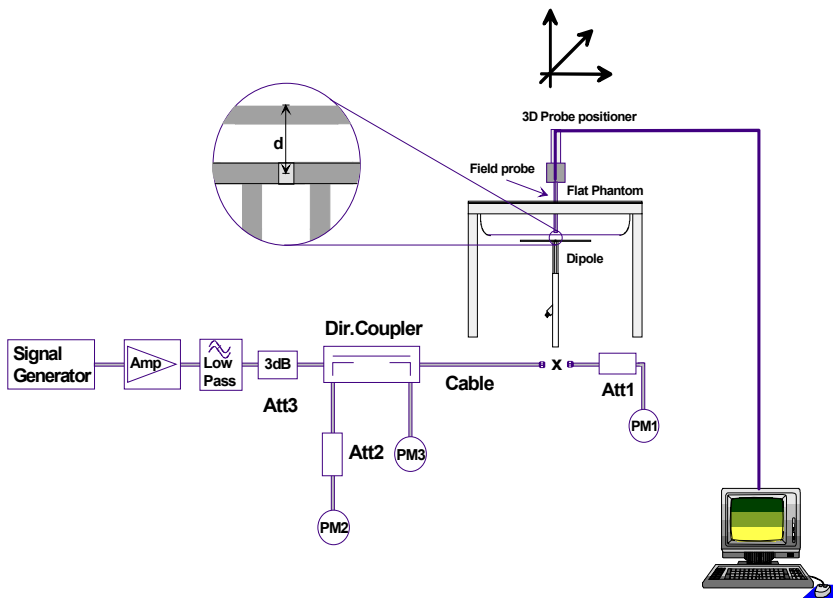 3D Probe positioner
d
Field probe
Flat Phantom
Dipole
Dir.Coupler
Signal
Generator
Amp
Low
Pass
3dB
Att3
Cable
x
Att1
PM1
Att2
PM3
PM2